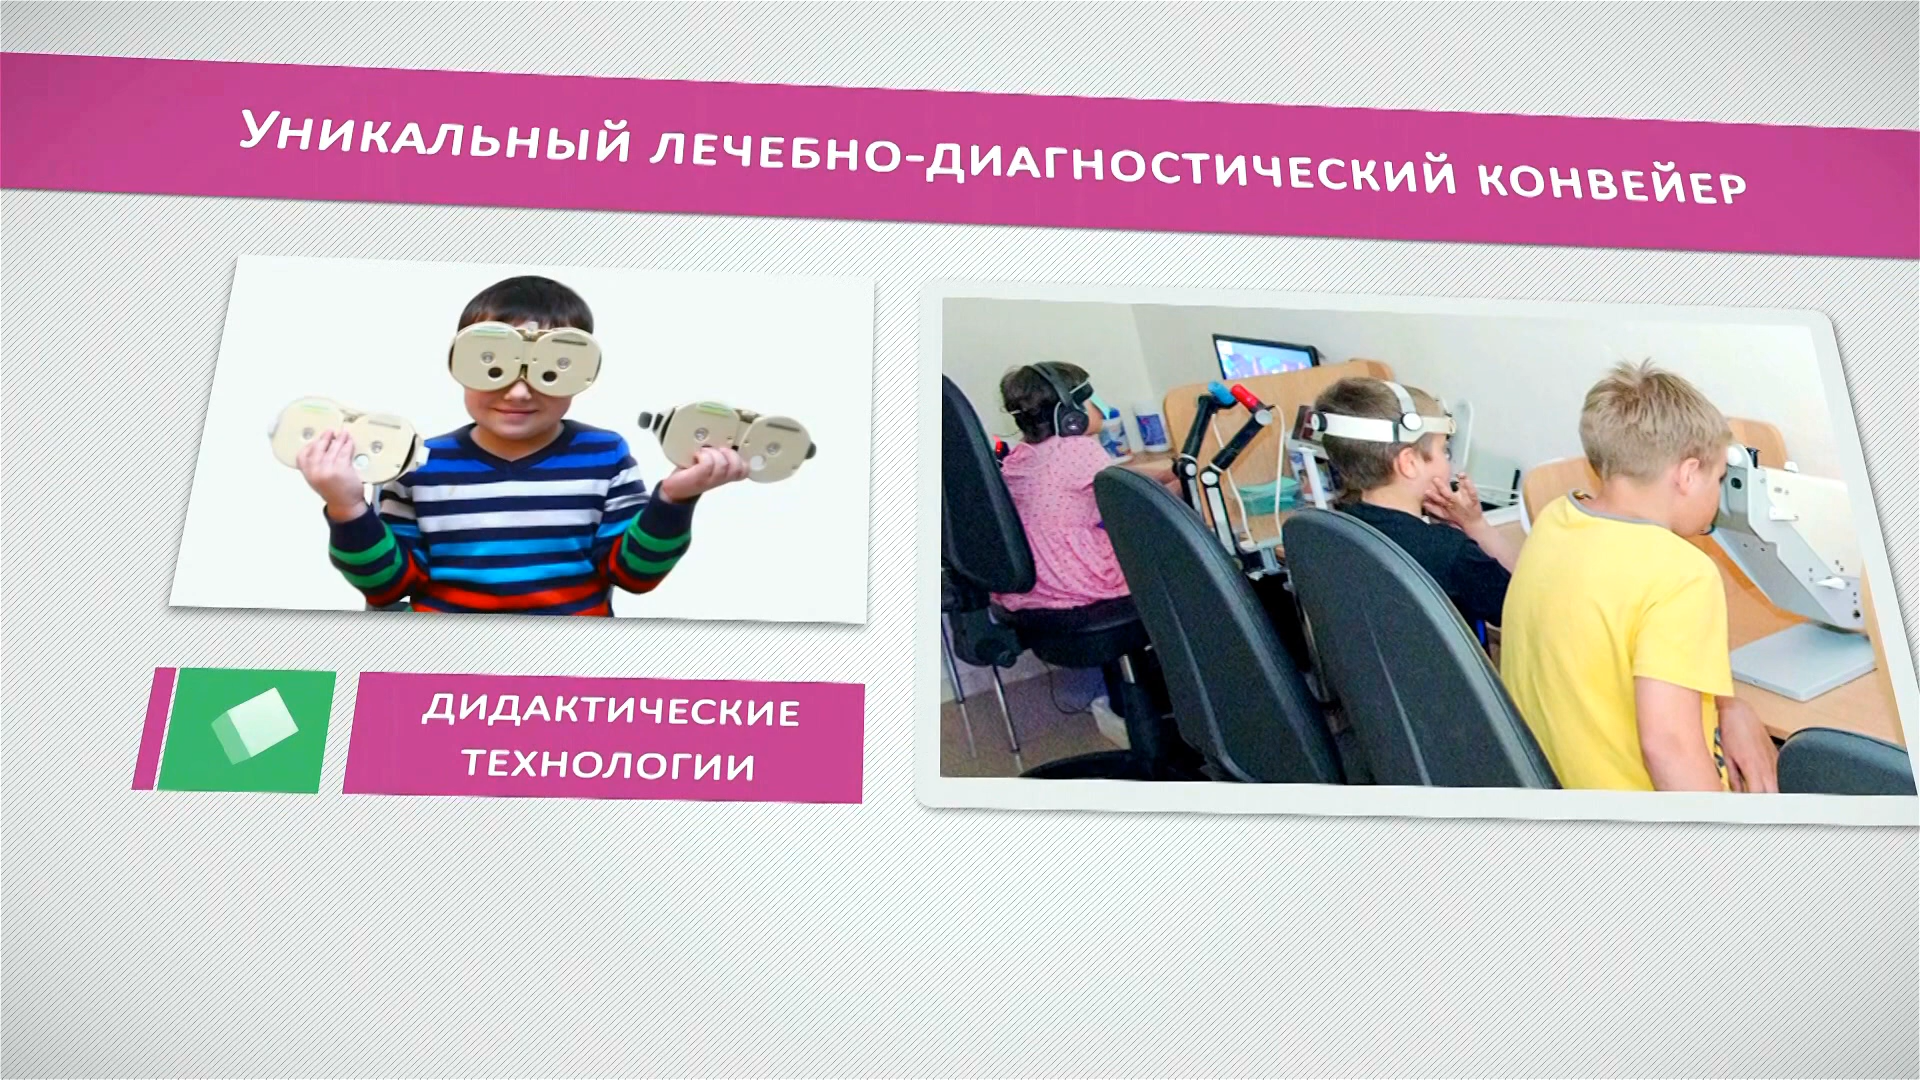 Уникальный лечебно-диагностический конвейер
ДИДАКТИЧЕСКИЕ
ТЕХНОЛОГИИ